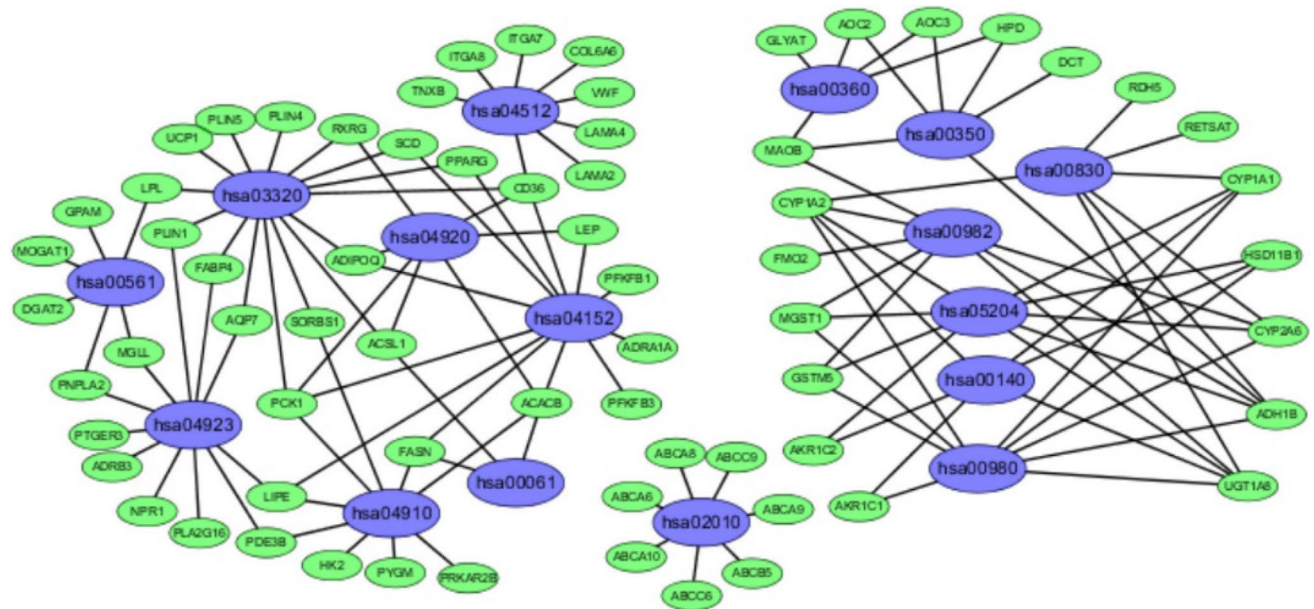 ITGA7
ITGA8
COL6A6
TNXB
VWF
hsa04512
LAMA4
LAMA2
PLIN5
PLIN4
UCP1
RXRG
SCD
PPARG
CD36
LPL
hsa03320
GPAM
PLIN1
hsa04920
LEP
MOGAT1
FABP4
ADIPOQ
hsa00561
PFKFB1
DGAT2
AQP7
SORBS1
hsa04152
ACSL1
ADRA1A
MGLL
PNPLA2
PCK1
ACACB
PFKFB3
hsa04923
PTGER3
ADRB3
FASN
hsa00061
LIPE
NPR1
hsa04910
PLA2G16
PDE3B
HK2
PYGM
PRKAR2B
ABCA8
ABCC9
ABCA6
ABCA9
hsa02010
ABCA10
ABCB5
ABCC6
GLYAT
AOC2
AOC3
HPD
DCT
hsa00360
RDH5
hsa00350
RETSAT
MAOB
hsa00830
CYP1A1
CYP1A2
hsa00982
FMO2
HSD11B1
hsa05204
MGST1
CYP2A6
GSTM5
hsa00140
ADH1B
AKR1C2
hsa00980
UGT1A8
AKR1C1